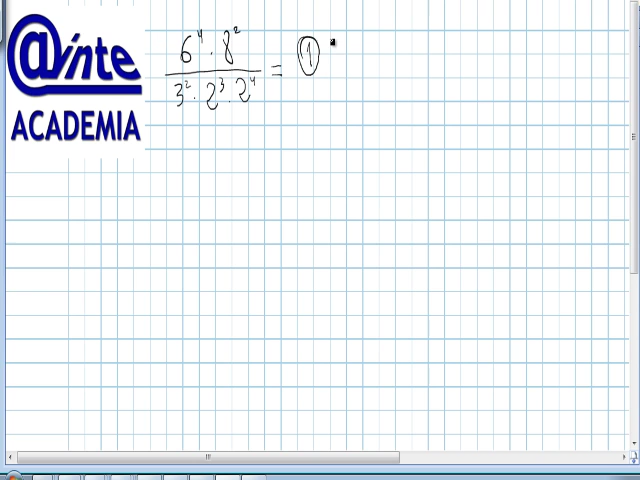 @inte
ACADEMIA
6⁴ · 8²
3² · 2³ · 2⁴
= ①